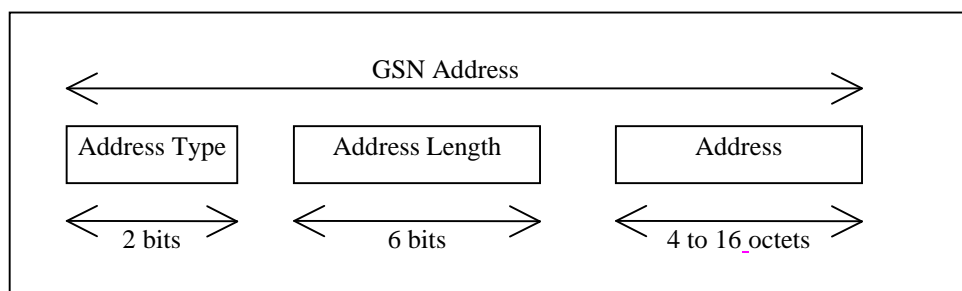 GSN Address
Address Type
Address Length
Address
2 bits
6 bits
4 to 16 octets